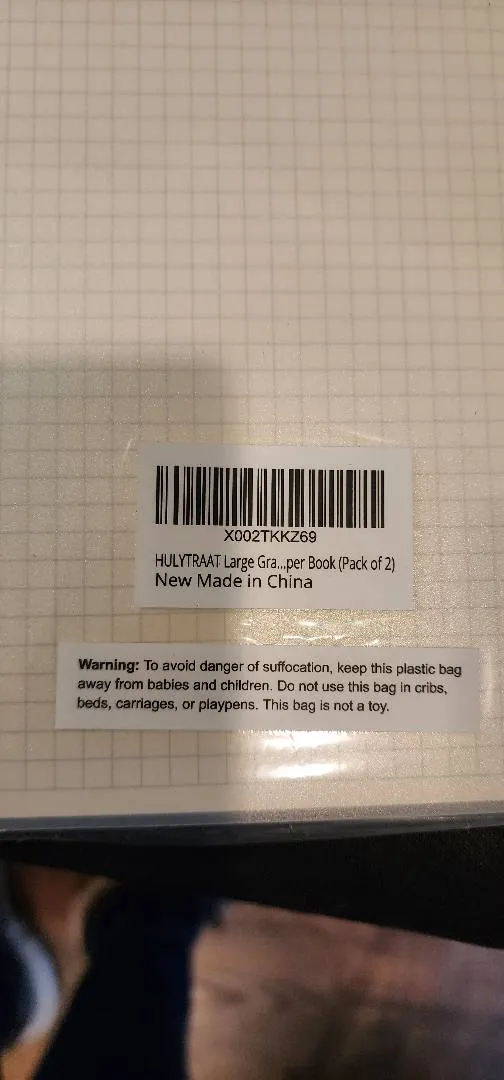 X002TKKZ69
HULYTRAAT Large Gra...per Book (Pack of 2)
New Made in China
Warning: To avoid danger of suffocation, keep this plastic bag
away from babies and children. Do not use this bag in cribs,
beds, carriages, or playpens. This bag is not a toy.